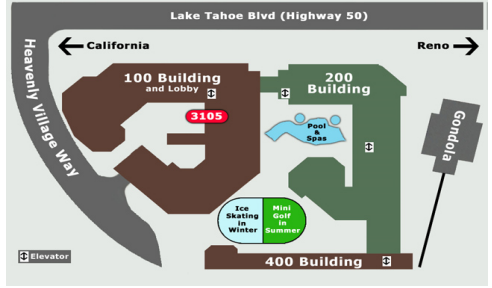 Lake Tahoe Blvd (Highway 50)
California
Reno
Heavenly Village Way
100 Building
and Lobby
200
Building
3105
Pool
&
Spas
Gondola
Ice
Skating
in
Winter
Mini
Golf
in
Summer
Elevator
400 Building